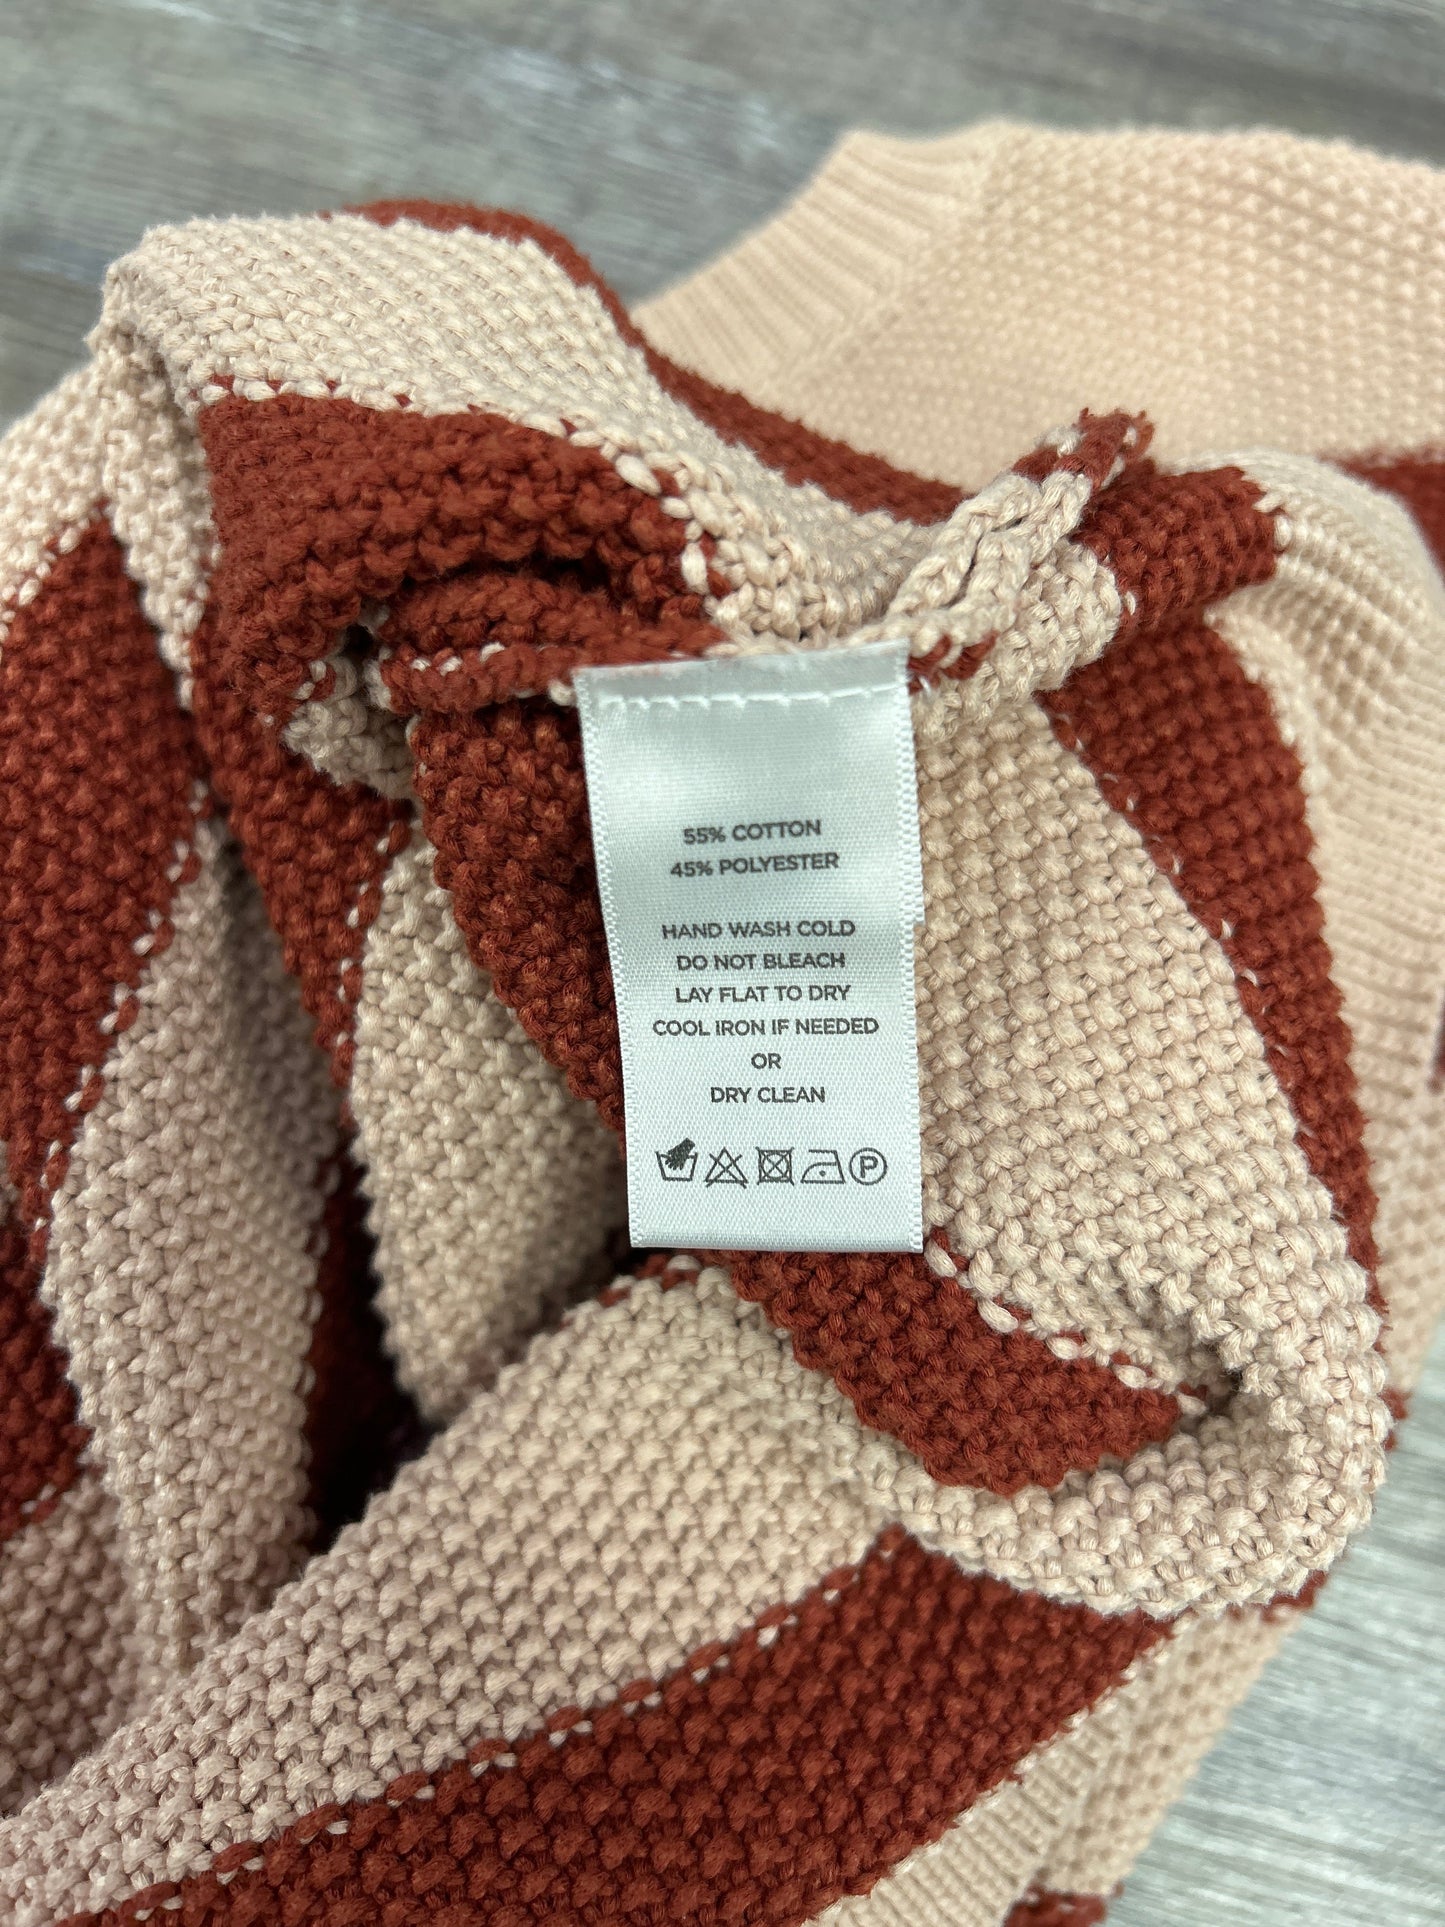 55% COTTON
45% POLYESTER
HAND WASH COLD
DO NOT BLEACH
LAY FLAT TO DRY
COOL IRON IF NEEDED
OR
DRY CLEAN
P